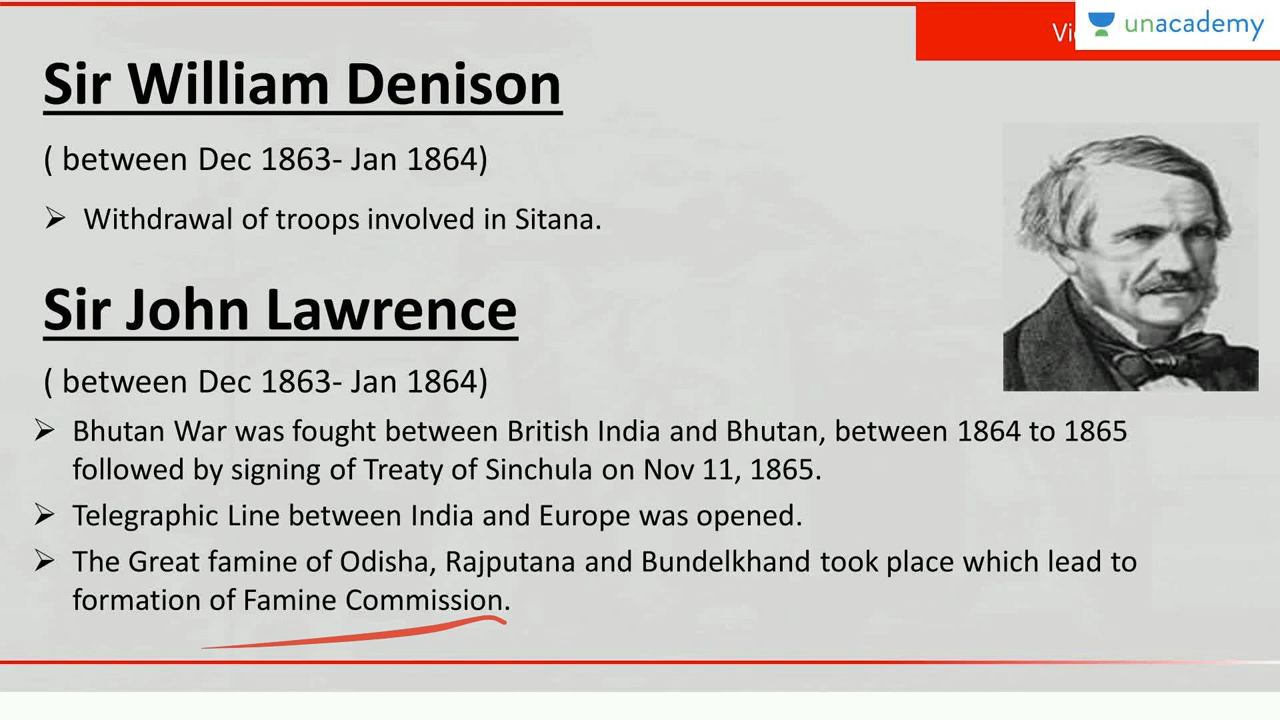 unacademy
Sir William Denison
( between Dec 1863- Jan 1864)
➢ Withdrawal of troops involved in Sitana.
Sir John Lawrence
( between Dec 1863- Jan 1864)
➢ Bhutan War was fought between British India and Bhutan, between 1864 to 1865
followed by signing of Treaty of Sinchula on Nov 11, 1865.
➢ Telegraphic Line between India and Europe was opened.
➢ The Great famine of Odisha, Rajputana and Bundelkhand took place which lead to
formation of Famine Commission.